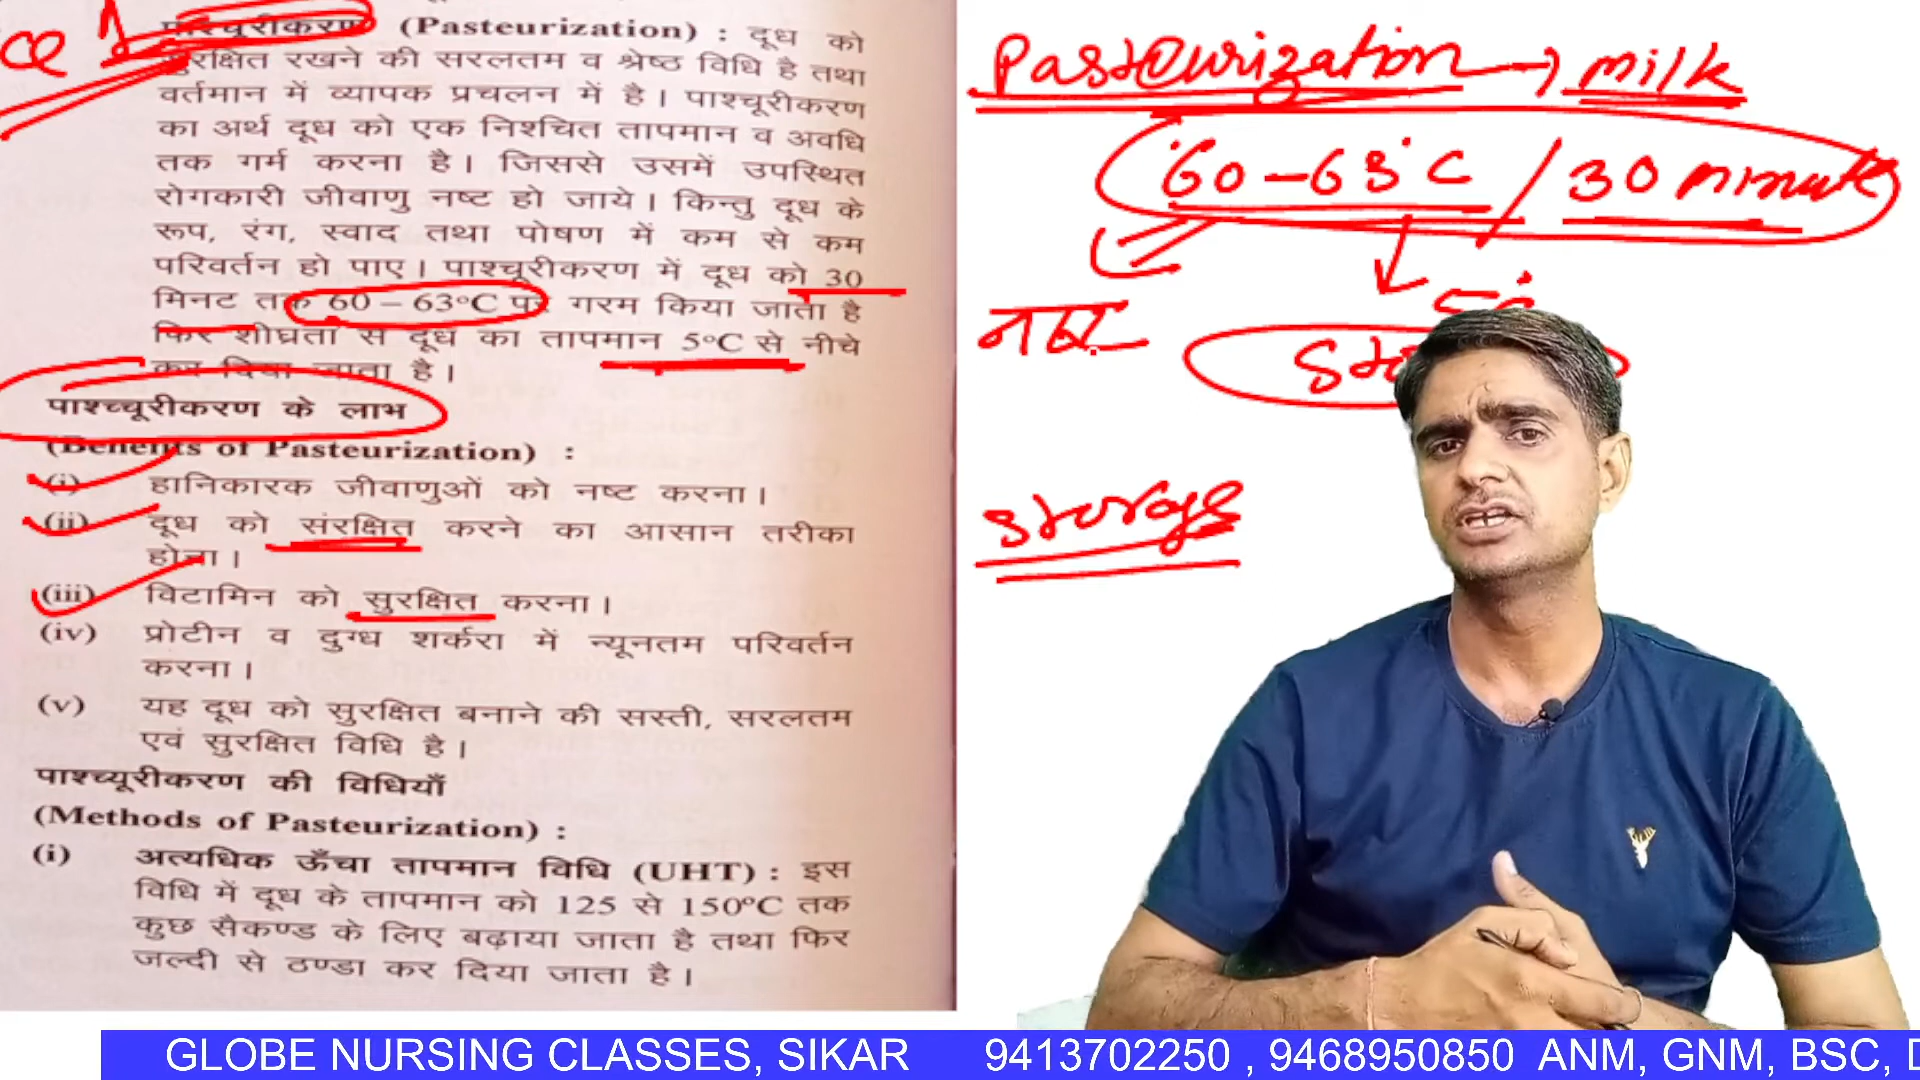 पाश्चूरीकरण (Pasteurization) : दूध को
सुरक्षित रखने की सरलतम व श्रेष्ठ विधि है तथा
वर्तमान में व्यापक प्रचलन में है। पाश्चूरीकरण
का अर्थ दूध को एक निश्चित तापमान व अवधि
तक गर्म करना है। जिससे उसमें उपस्थित
रोगकारी जीवाणु नष्ट हो जाये। किन्तु दूध के
रूप, रंग, स्वाद तथा पोषण में कम से कम
परिवर्तन हो पाए। पाश्चूरीकरण में दूध को 30
मिनट तक 60 – 63°C पर गरम किया जाता है
फिर शीघ्रता से दूध का तापमान 5°C से नीचे
कर दिया जाता है।
पाश्च्चूरीकरण के लाभ
(Benefits of Pasteurization) :
(i) हानिकारक जीवाणुओं को नष्ट करना।
(ii) दूध को संरक्षित करने का आसान तरीका
होना।
(iii) विटामिन को सुरक्षित करना।
(iv) प्रोटीन व दुग्ध शर्करा में न्यूनतम परिवर्तन
करना।
(v) यह दूध को सुरक्षित बनाने की सस्ती, सरलतम
एवं सुरक्षित विधि है।
पाश्च्यूरीकरण की विधियाँ
(Methods of Pasteurization) :
(i) अत्यधिक ऊँचा तापमान विधि (UHT) : इस
विधि में दूध के तापमान को 125 से 150°C तक
कुछ सैकण्ड के लिए बढ़ाया जाता है तथा फिर
जल्दी से ठण्डा कर दिया जाता है।
Pasteurization → milk
60-63°C / 30 minute
नष्ट
storage
GLOBE NURSING CLASSES, SIKAR 9413702250 , 9468950850 ANM, GNM, BSC, D